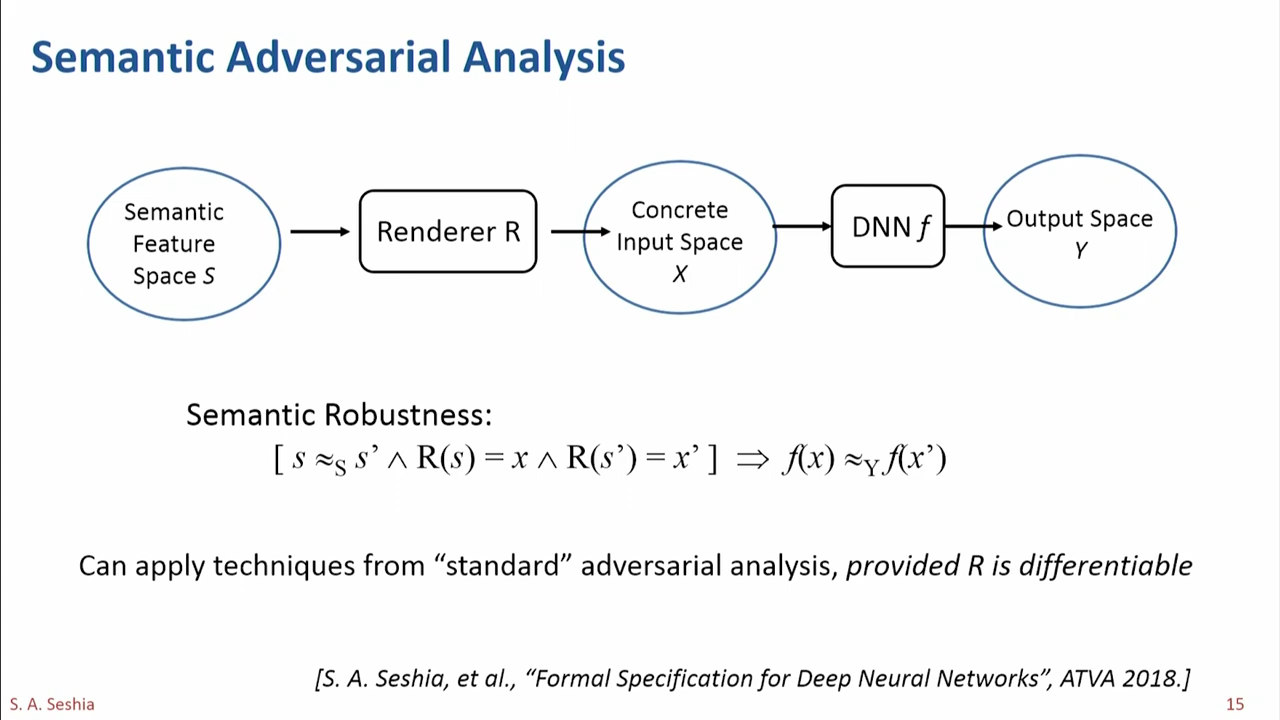 Semantic Adversarial Analysis
Semantic
Feature
Space S
Renderer R
Concrete
Input Space
X
DNN f
Output Space
Y
Semantic Robustness:
[ s ≈S s’ ∧ R(s) = x ∧ R(s’) = x’ ] ⇒ f(x) ≈Y f(x’)
Can apply techniques from “standard” adversarial analysis, provided R is differentiable
[S. A. Seshia, et al., “Formal Specification for Deep Neural Networks”, ATVA 2018.]
S. A. Seshia
15